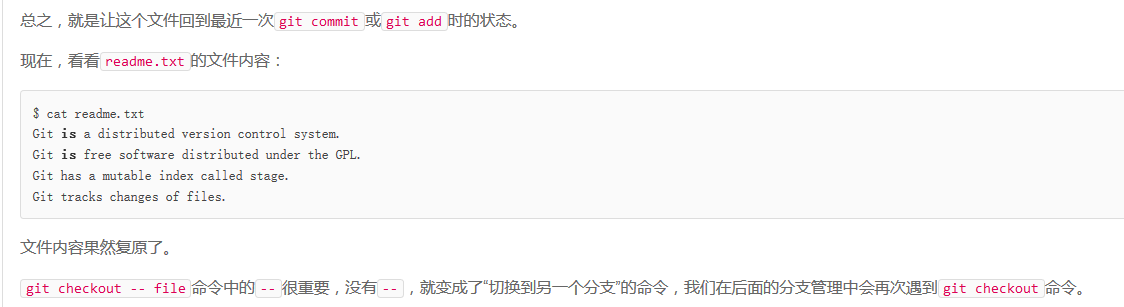 总之，就是让这个文件回到最近一次git commit或git add时的状态。
现在，看看readme.txt的文件内容：
$ cat readme.txt
Git is a distributed version control system.
Git is free software distributed under the GPL.
Git has a mutable index called stage.
Git tracks changes of files.
文件内容果然复原了。
git checkout -- file命令中的--很重要，没有--，就变成了“切换到另一个分支”的命令，我们在后面的分支管理中会再次遇到git checkout命令。